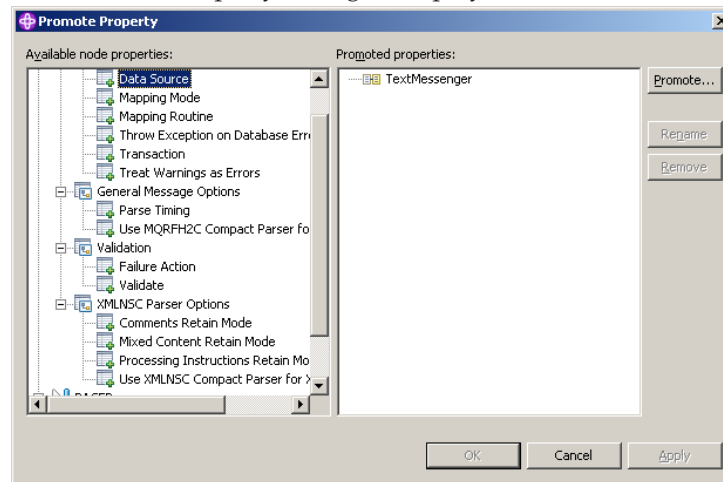 Promote Property
Available node properties:
Data Source
Mapping Mode
Mapping Routine
Throw Exception on Database Erro
Transaction
Treat Warnings as Errors
General Message Options
Parse Timing
Use MQRFH2C Compact Parser fo
Validation
Failure Action
Validate
XMLNSC Parser Options
Comments Retain Mode
Mixed Content Retain Mode
Processing Instructions Retain Mo
Use XMLNSC Compact Parser for X
Promoted properties:
TextMessenger
Promote...
Rename
Remove
OK
Cancel
Apply